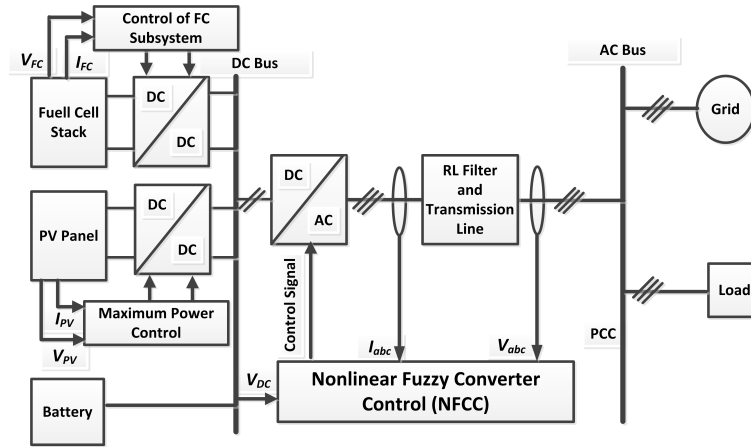 Control of FC
Subsystem
V_FC
I_FC
DC Bus
AC Bus
Fuell Cell
Stack
DC
DC
Grid
DC
AC
RL Filter
and
Transmission
Line
PV Panel
DC
DC
Control Signal
Load
I_PV
Maximum Power
Control
V_PV
I_abc
V_abc
PCC
Battery
V_DC
Nonlinear Fuzzy Converter
Control (NFCC)